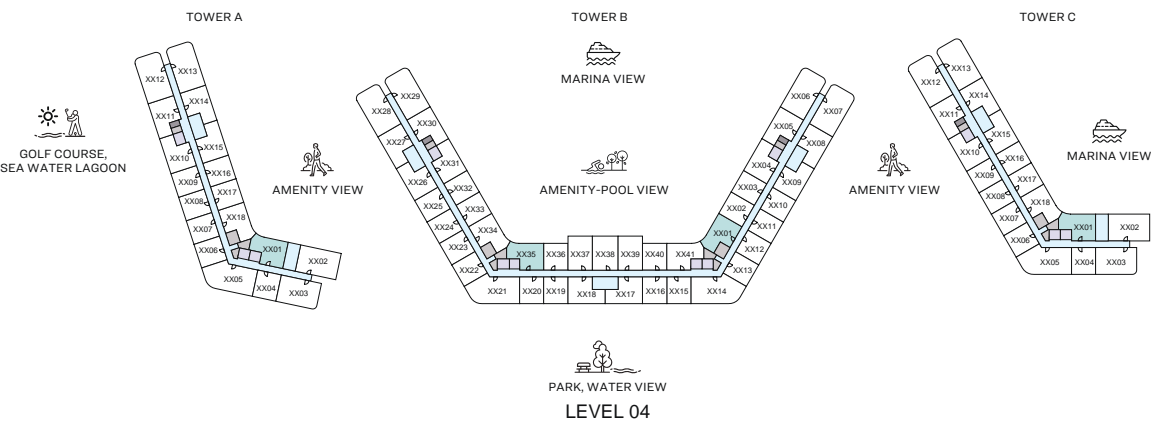 TOWER A
TOWER B
TOWER C
MARINA VIEW
GOLF COURSE,
SEA WATER LAGOON
AMENITY VIEW
AMENITY-POOL VIEW
AMENITY VIEW
MARINA VIEW
XX12
XX13
XX11
XX14
XX10
XX15
XX09
XX16
XX08
XX17
XX07
XX18
XX06
XX01
XX02
XX05
XX04
XX03
XX28
XX29
XX27
XX30
XX26
XX31
XX25
XX32
XX24
XX33
XX23
XX34
XX22
XX35
XX36
XX37
XX38
XX39
XX40
XX41
XX21
XX20
XX19
XX18
XX17
XX16
XX15
XX14
XX06
XX07
XX05
XX08
XX04
XX09
XX03
XX10
XX02
XX11
XX01
XX12
XX13
XX12
XX13
XX11
XX14
XX10
XX15
XX09
XX16
XX08
XX17
XX07
XX18
XX06
XX01
XX02
XX05
XX04
XX03
PARK, WATER VIEW
LEVEL 04